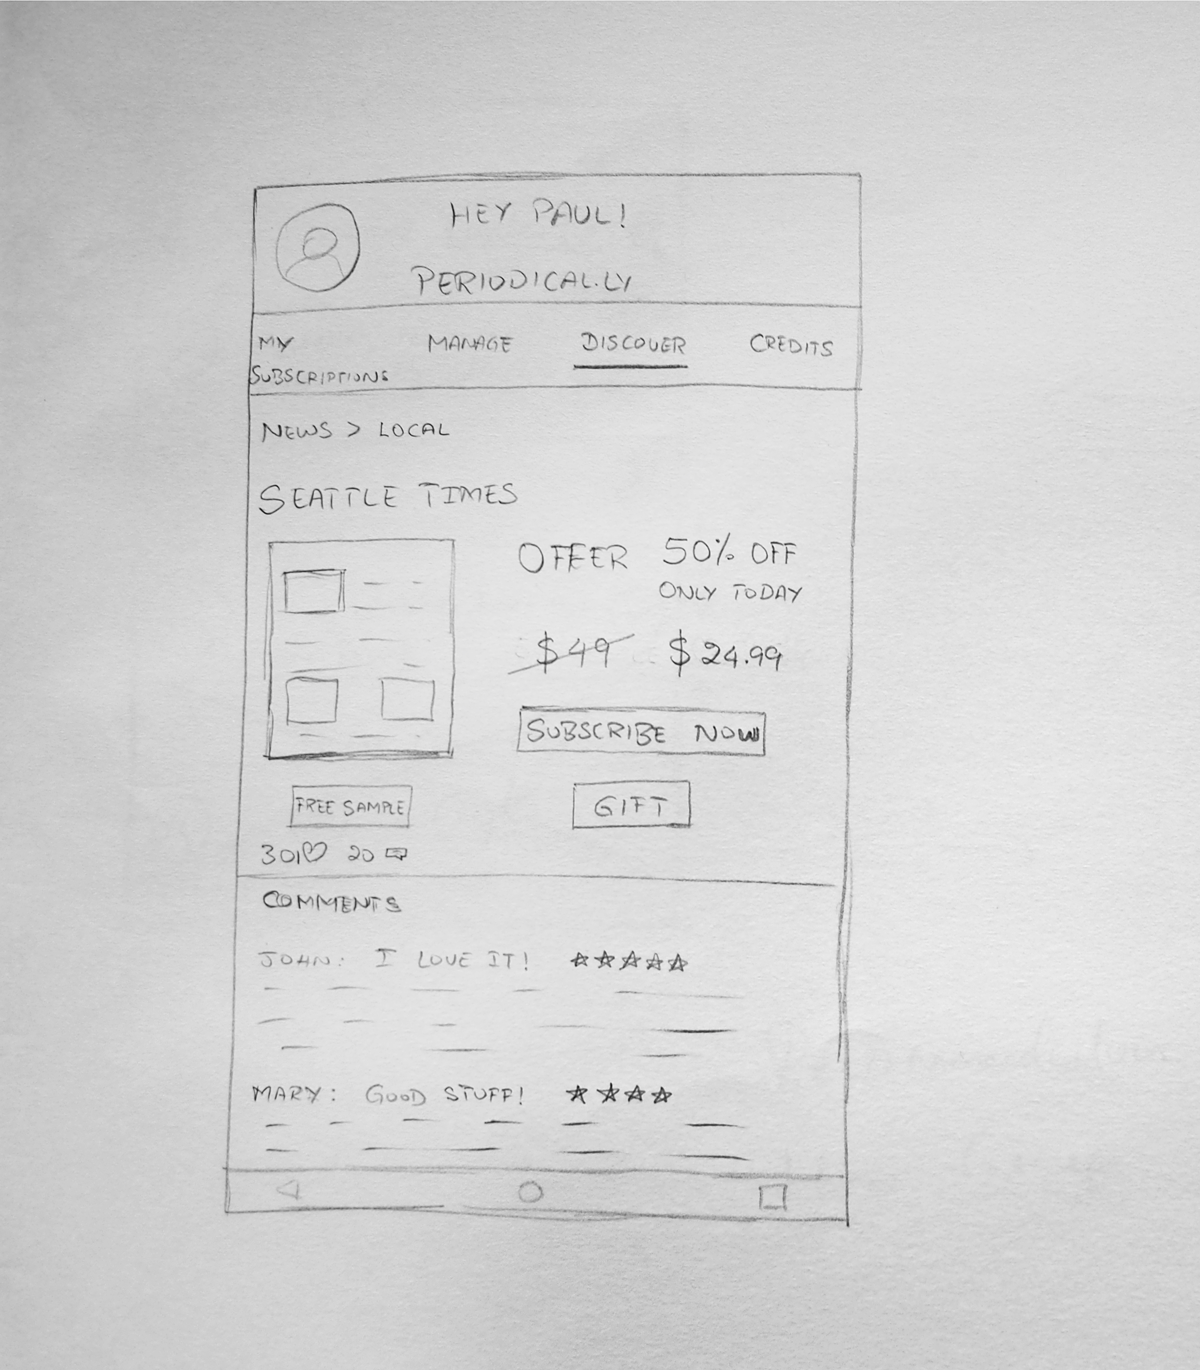 HEY PAUL!
PERIODICAL.LY
MY SUBSCRIPTIONS
MANAGE
DISCOVER
CREDITS
NEWS > LOCAL
SEATTLE TIMES
OFFER 50% OFF
ONLY TODAY
$49 $24.99
SUBSCRIBE NOW
FREE SAMPLE
GIFT
301♡ 20
COMMENTS
JOHN: I LOVE IT! ☆☆☆☆☆
MARY: GOOD STUFF! ☆☆☆☆